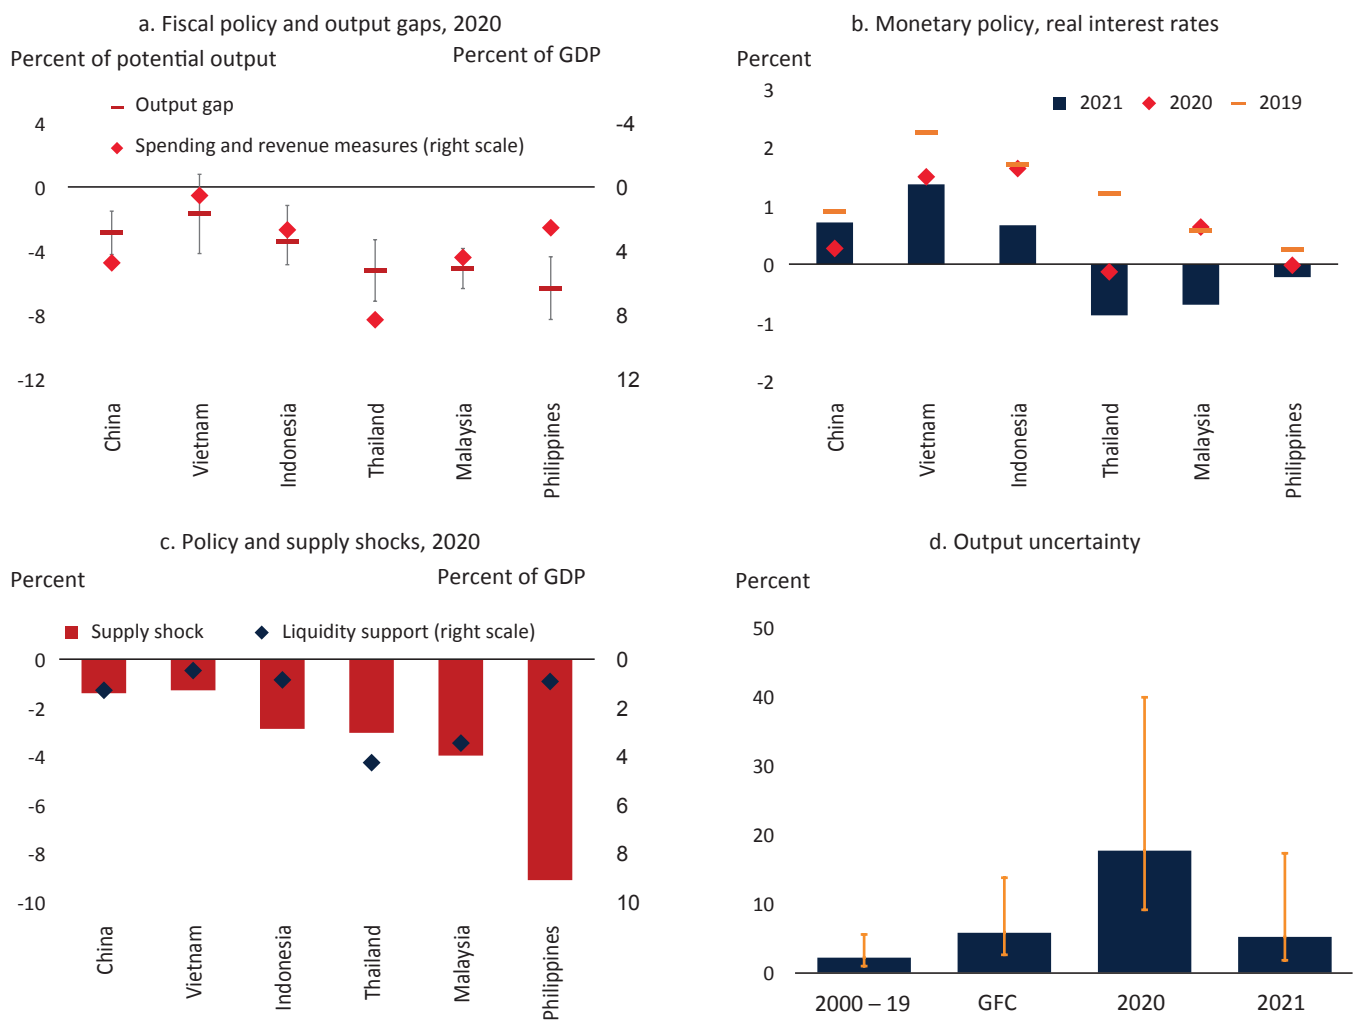 a. Fiscal policy and output gaps, 2020
Percent of potential output
Percent of GDP
Output gap
Spending and revenue measures (right scale)
4
0
-4
-8
-12
-4
0
4
8
12
China
Vietnam
Indonesia
Thailand
Malaysia
Philippines
b. Monetary policy, real interest rates
Percent
2021
2020
2019
3
2
1
0
-1
-2
China
Vietnam
Indonesia
Thailand
Malaysia
Philippines
c. Policy and supply shocks, 2020
Percent
Percent of GDP
Supply shock
Liquidity support (right scale)
0
-2
-4
-6
-8
-10
0
2
4
6
8
10
China
Vietnam
Indonesia
Thailand
Malaysia
Philippines
d. Output uncertainty
Percent
50
40
30
20
10
0
2000 – 19
GFC
2020
2021